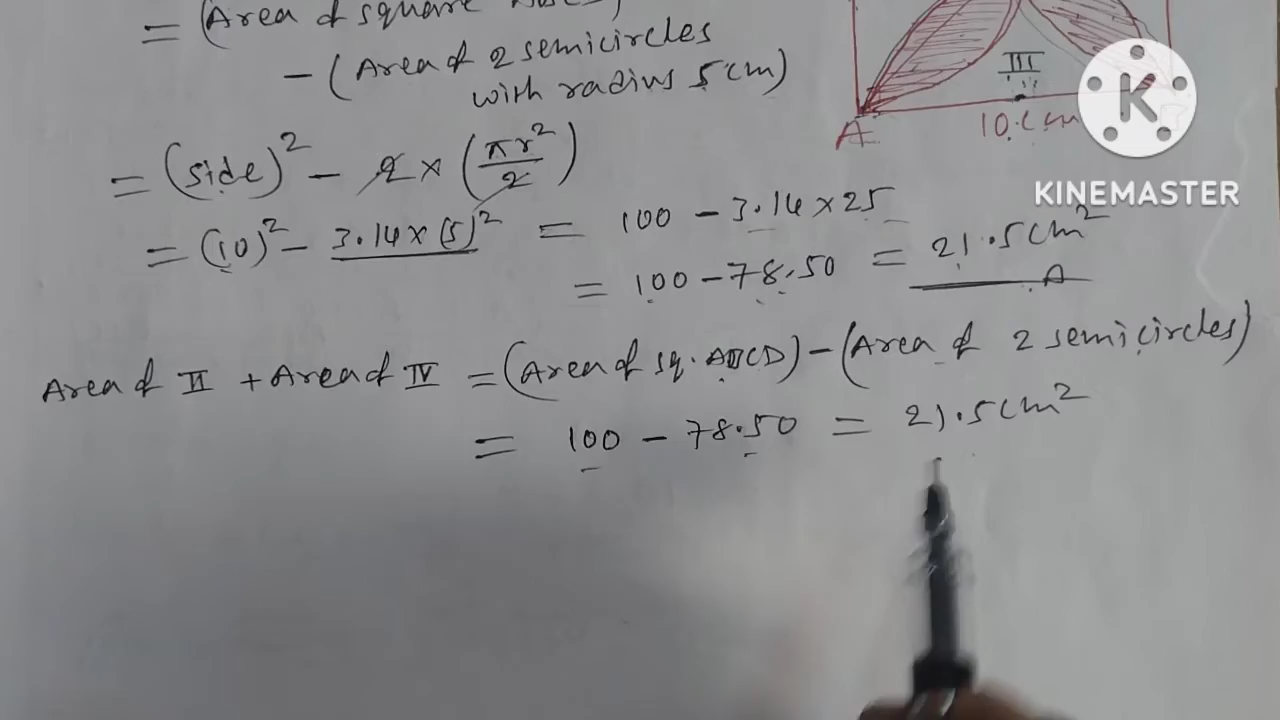 = (Area of square
- (Area of 2 semicircles
with radius 5 cm)
= (side)² - 2 × (πr²/2)
= (10)² - 3.14 × (5)² = 100 - 3.14 × 25
= 100 - 78.50 = 21.5 cm² A
Area of II + Area of IV = (Area of sq. ABCD) - (Area of 2 semicircles)
= 100 - 78.50 = 21.5 cm²
III
A
10 cm
K
KINEMASTER